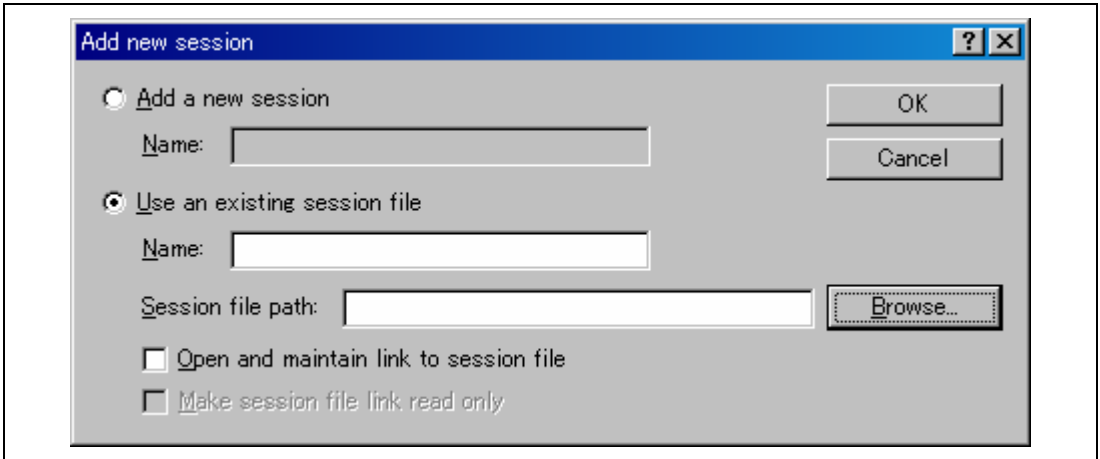 Add new session
Add a new session
OK
Name:
Cancel
Use an existing session file
Name:
Session file path:
Browse...
Open and maintain link to session file
Make session file link read only